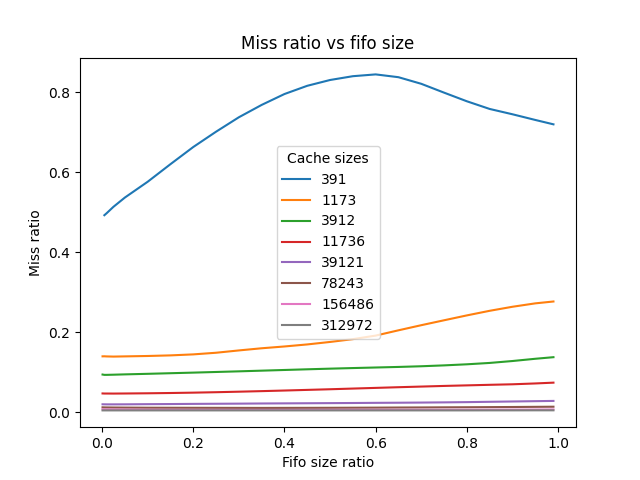 Miss ratio vs fifo size
Miss ratio
0.8
0.6
0.4
0.2
0.0
Cache sizes
391
1173
3912
11736
39121
78243
156486
312972
0.0 0.2 0.4 0.6 0.8 1.0
Fifo size ratio